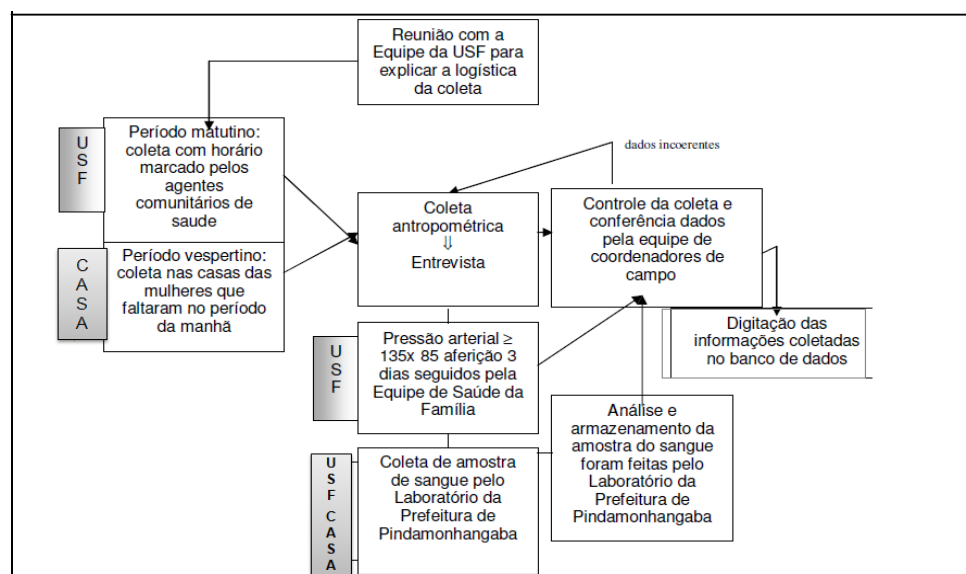 Reunião com a
Equipe da USF para
explicar a logística
da coleta
U
S
F
Período matutino:
coleta com horário
marcado pelos
agentes
comunitários de
saude
C
A
S
A
Período vespertino:
coleta nas casas das
mulheres que
faltaram no período
da manhã
dados incoerentes
Coleta
antropométrica
⇓
Entrevista
Controle da coleta e
conferência dados
pela equipe de
coordenadores de
campo
Digitação das
informações coletadas
no banco de dados
U
S
F
Pressão arterial ≥
135x 85 aferição 3
dias seguidos pela
Equipe de Saúde da
Família
U
S
F
C
A
S
A
Coleta de amostra
de sangue pelo
Laboratório da
Prefeitura de
Pindamonhangaba
Análise e
armazenamento da
amostra do sangue
foram feitas pelo
Laboratório da
Prefeitura de
Pindamonhangaba